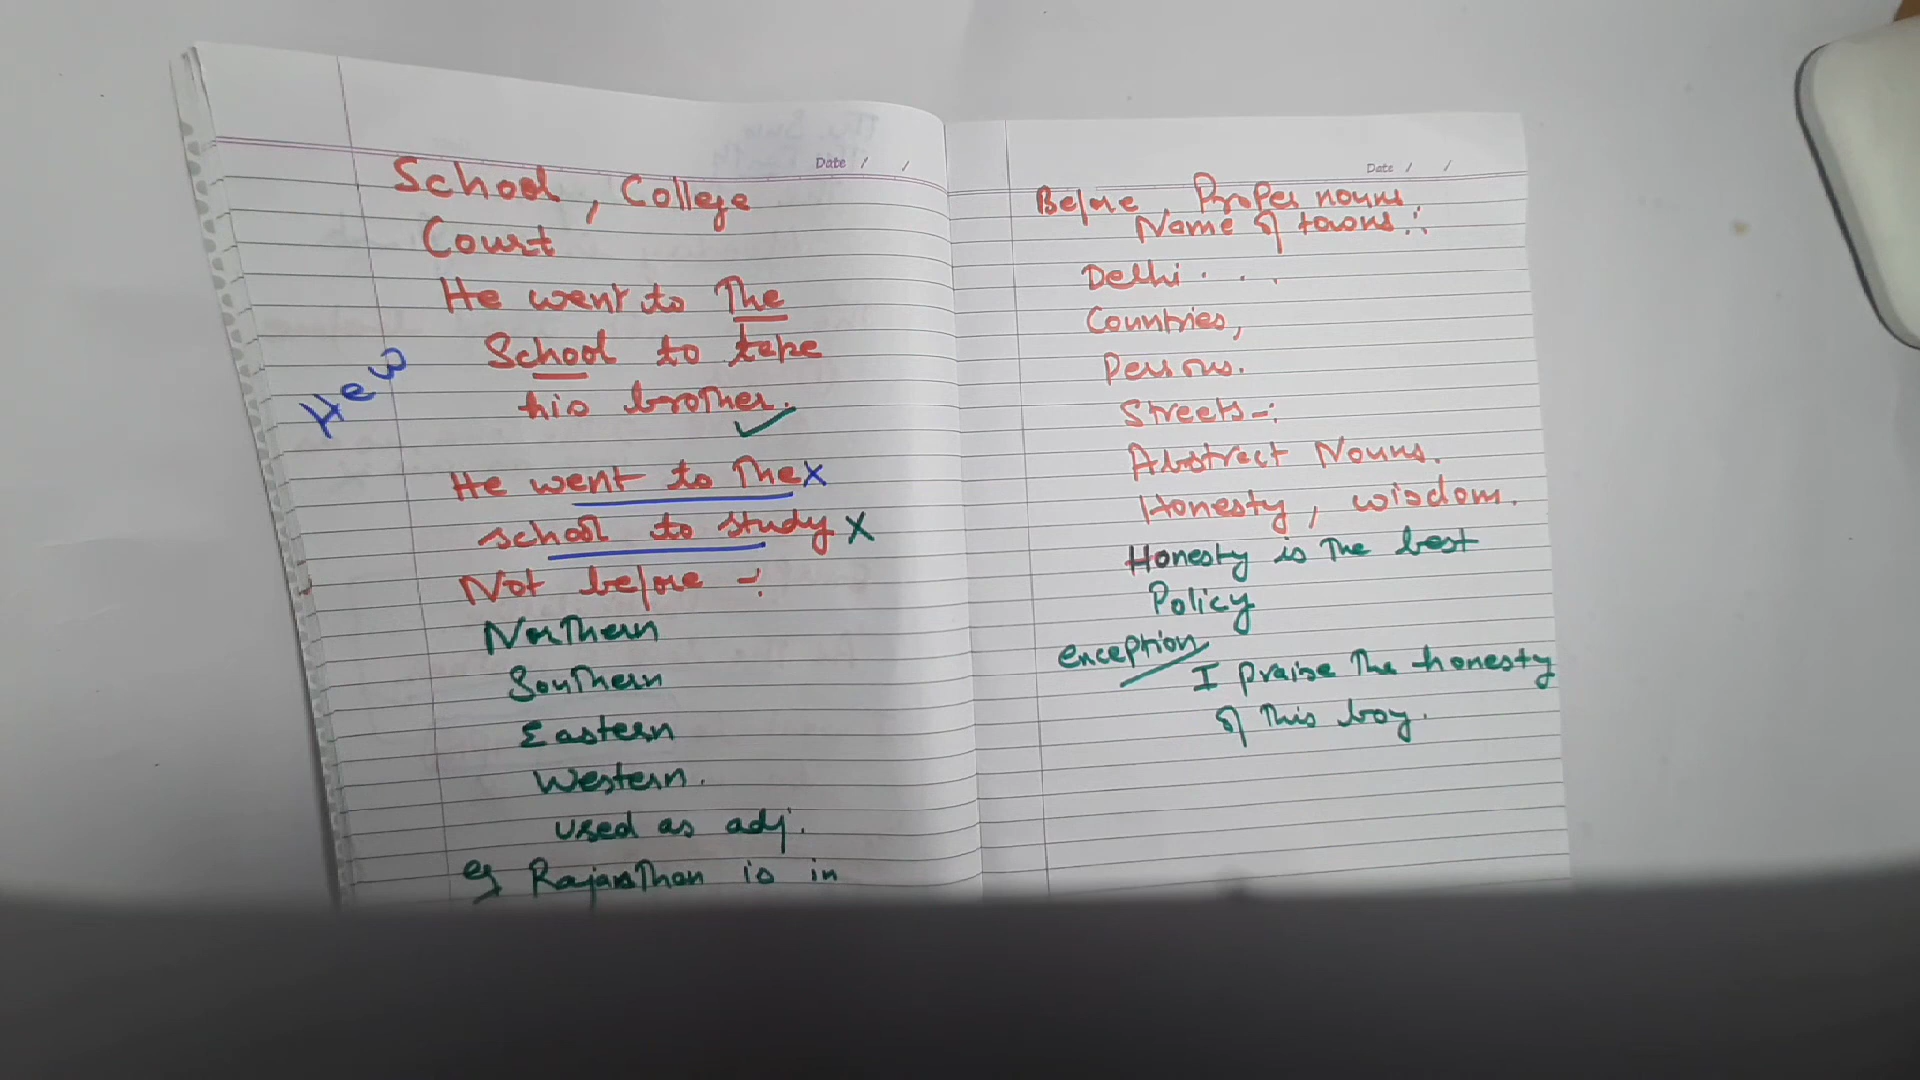 Date / /
School, College
Court
He went to The
School to take
his brother.
He went to The X
school to study X
Not before -:
Northern
Southern
Eastern
Western.
used as adj.
eg Rajasthan is in
Date / /
Before Proper nouns
Name of towns:
Delhi . . .
Countries,
Persons.
Streets -:
Abstract Nouns.
Honesty, wisdom.
Honesty is The best
Policy
exception
I praise The honesty
of This boy.